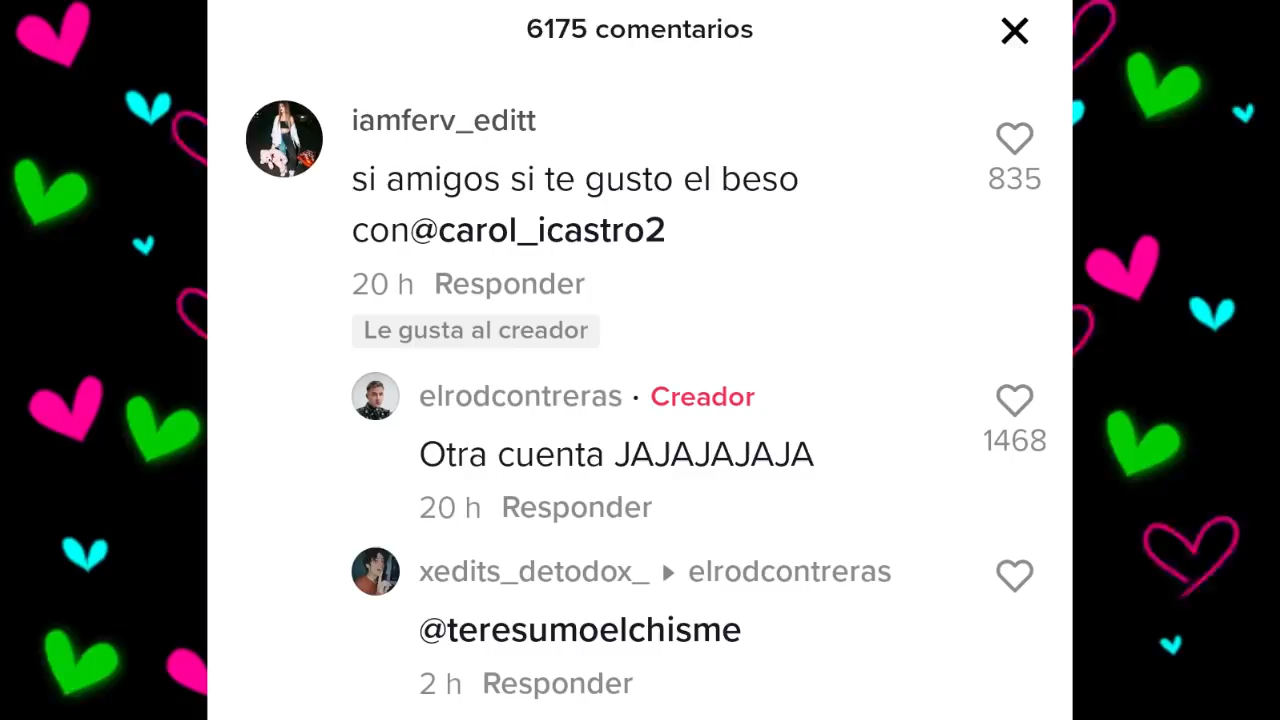 6175 comentarios
iamferv_editt
si amigos si te gusto el beso
con@carol_icastro2
835
20 h Responder
Le gusta al creador
elrodcontreras · Creador
Otra cuenta JAJAJAJAJA
1468
20 h Responder
xedits_detodox_ ▸ elrodcontreras
@teresumoelchisme
2 h Responder